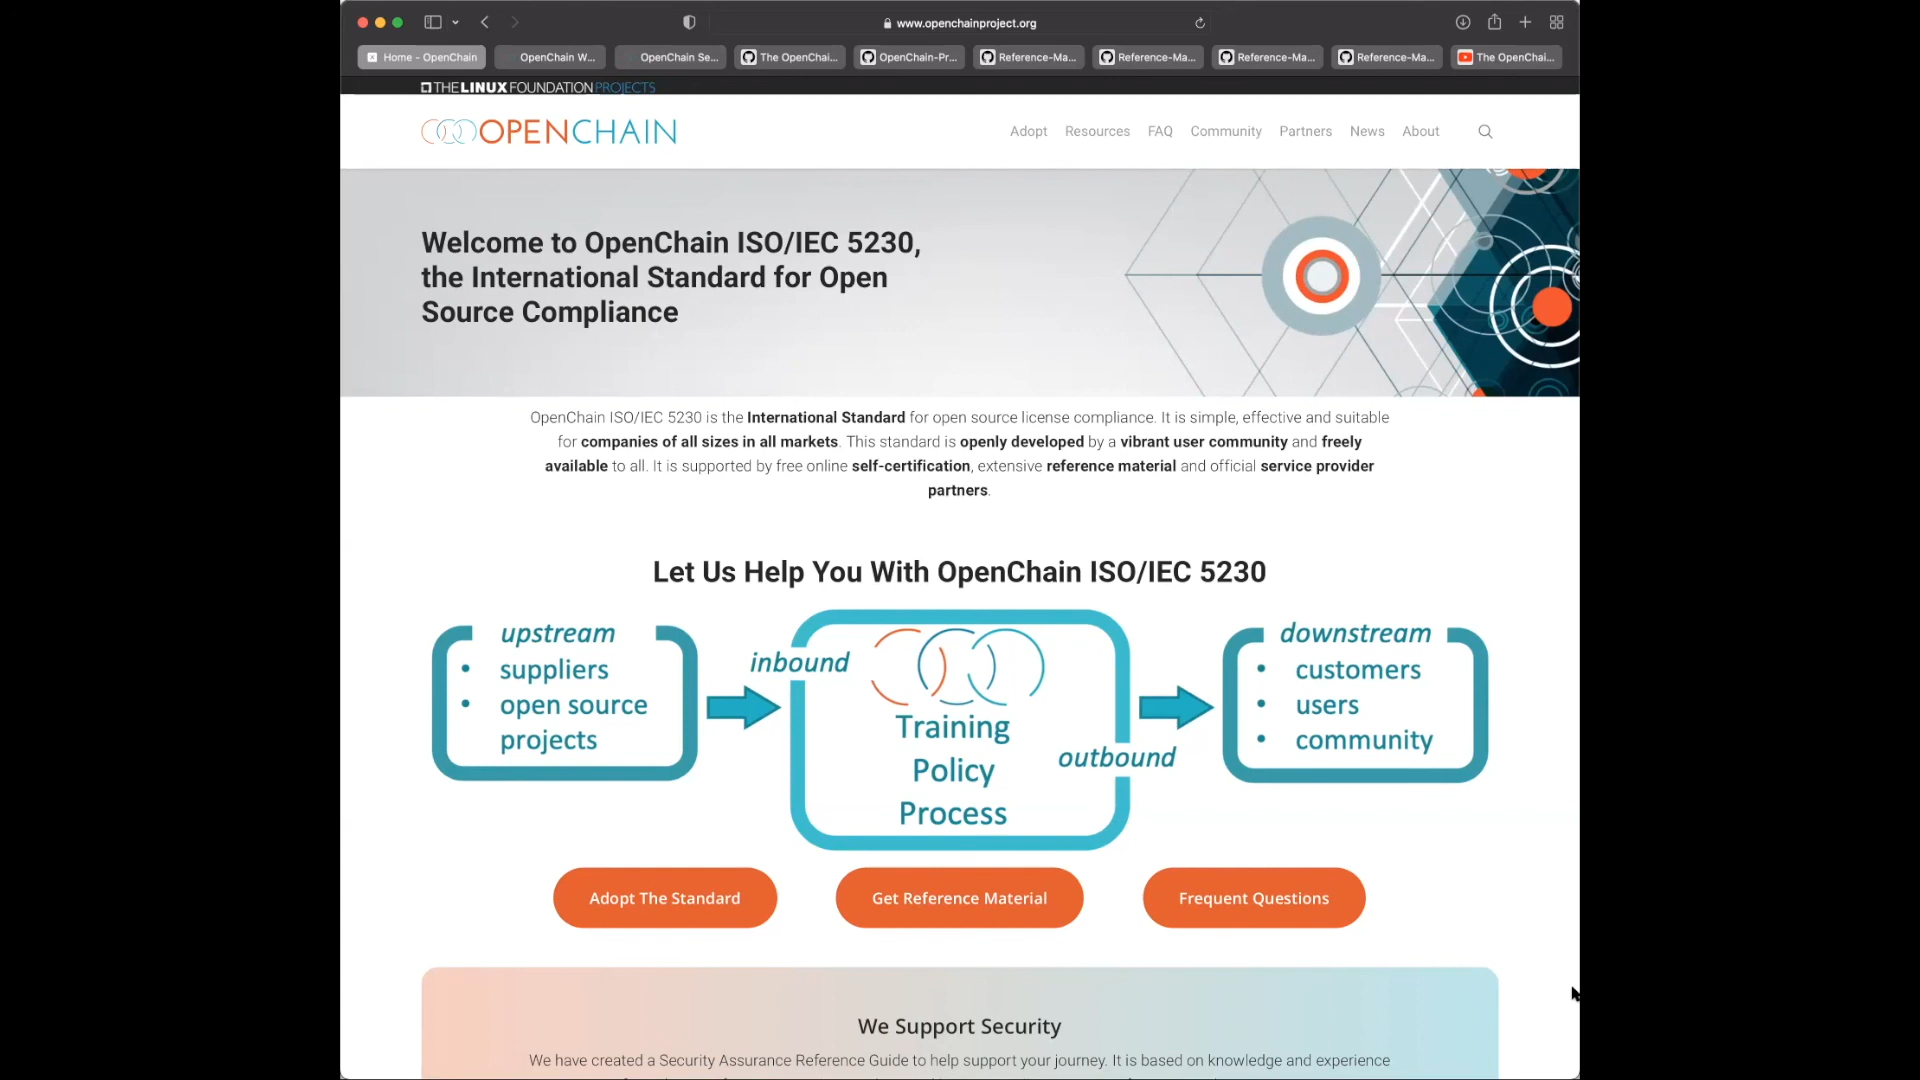 www.openchainproject.org
Home - OpenChain
OpenChain W...
OpenChain Se...
The OpenChai...
OpenChain-Pr...
Reference-Ma...
Reference-Ma...
Reference-Ma...
Reference-Ma...
The OpenChai...
THE LINUX FOUNDATION PROJECTS
OPENCHAIN
Adopt
Resources
FAQ
Community
Partners
News
About
Welcome to OpenChain ISO/IEC 5230,
the International Standard for Open
Source Compliance
OpenChain ISO/IEC 5230 is the International Standard for open source license compliance. It is simple, effective and suitable
for companies of all sizes in all markets. This standard is openly developed by a vibrant user community and freely
available to all. It is supported by free online self-certification, extensive reference material and official service provider
partners.
Let Us Help You With OpenChain ISO/IEC 5230
upstream
• suppliers
• open source
projects
inbound
Training
Policy
Process
outbound
downstream
• customers
• users
• community
Adopt The Standard
Get Reference Material
Frequent Questions
We Support Security
We have created a Security Assurance Reference Guide to help support your journey. It is based on knowledge and experience